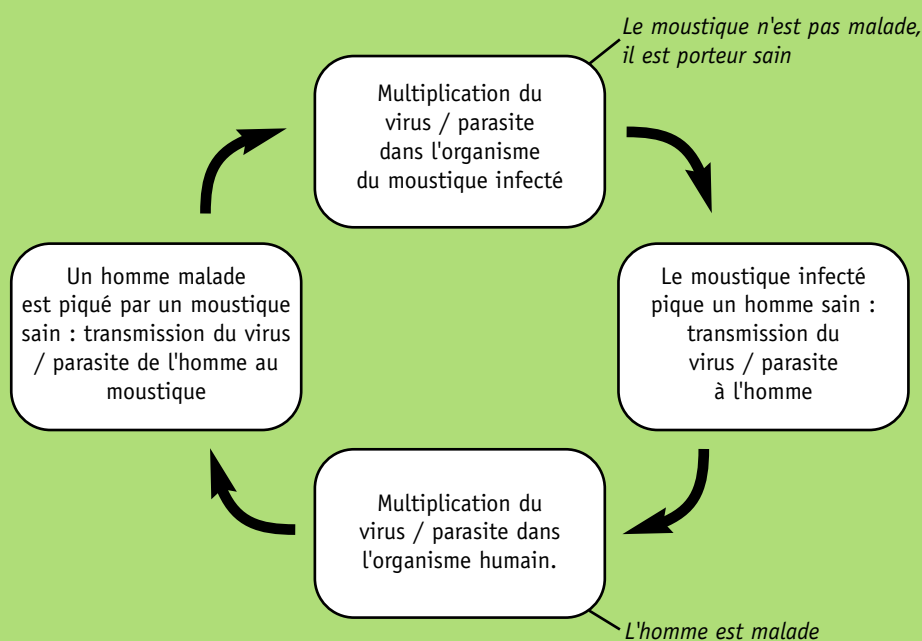 Le moustique n'est pas malade,
il est porteur sain
Multiplication du
virus / parasite
dans l'organisme
du moustique infecté
Un homme malade
est piqué par un moustique
sain : transmission du virus
/ parasite de l'homme au
moustique
Le moustique infecté
pique un homme sain :
transmission du
virus / parasite
à l'homme
Multiplication du
virus / parasite dans
l'organisme humain.
L'homme est malade